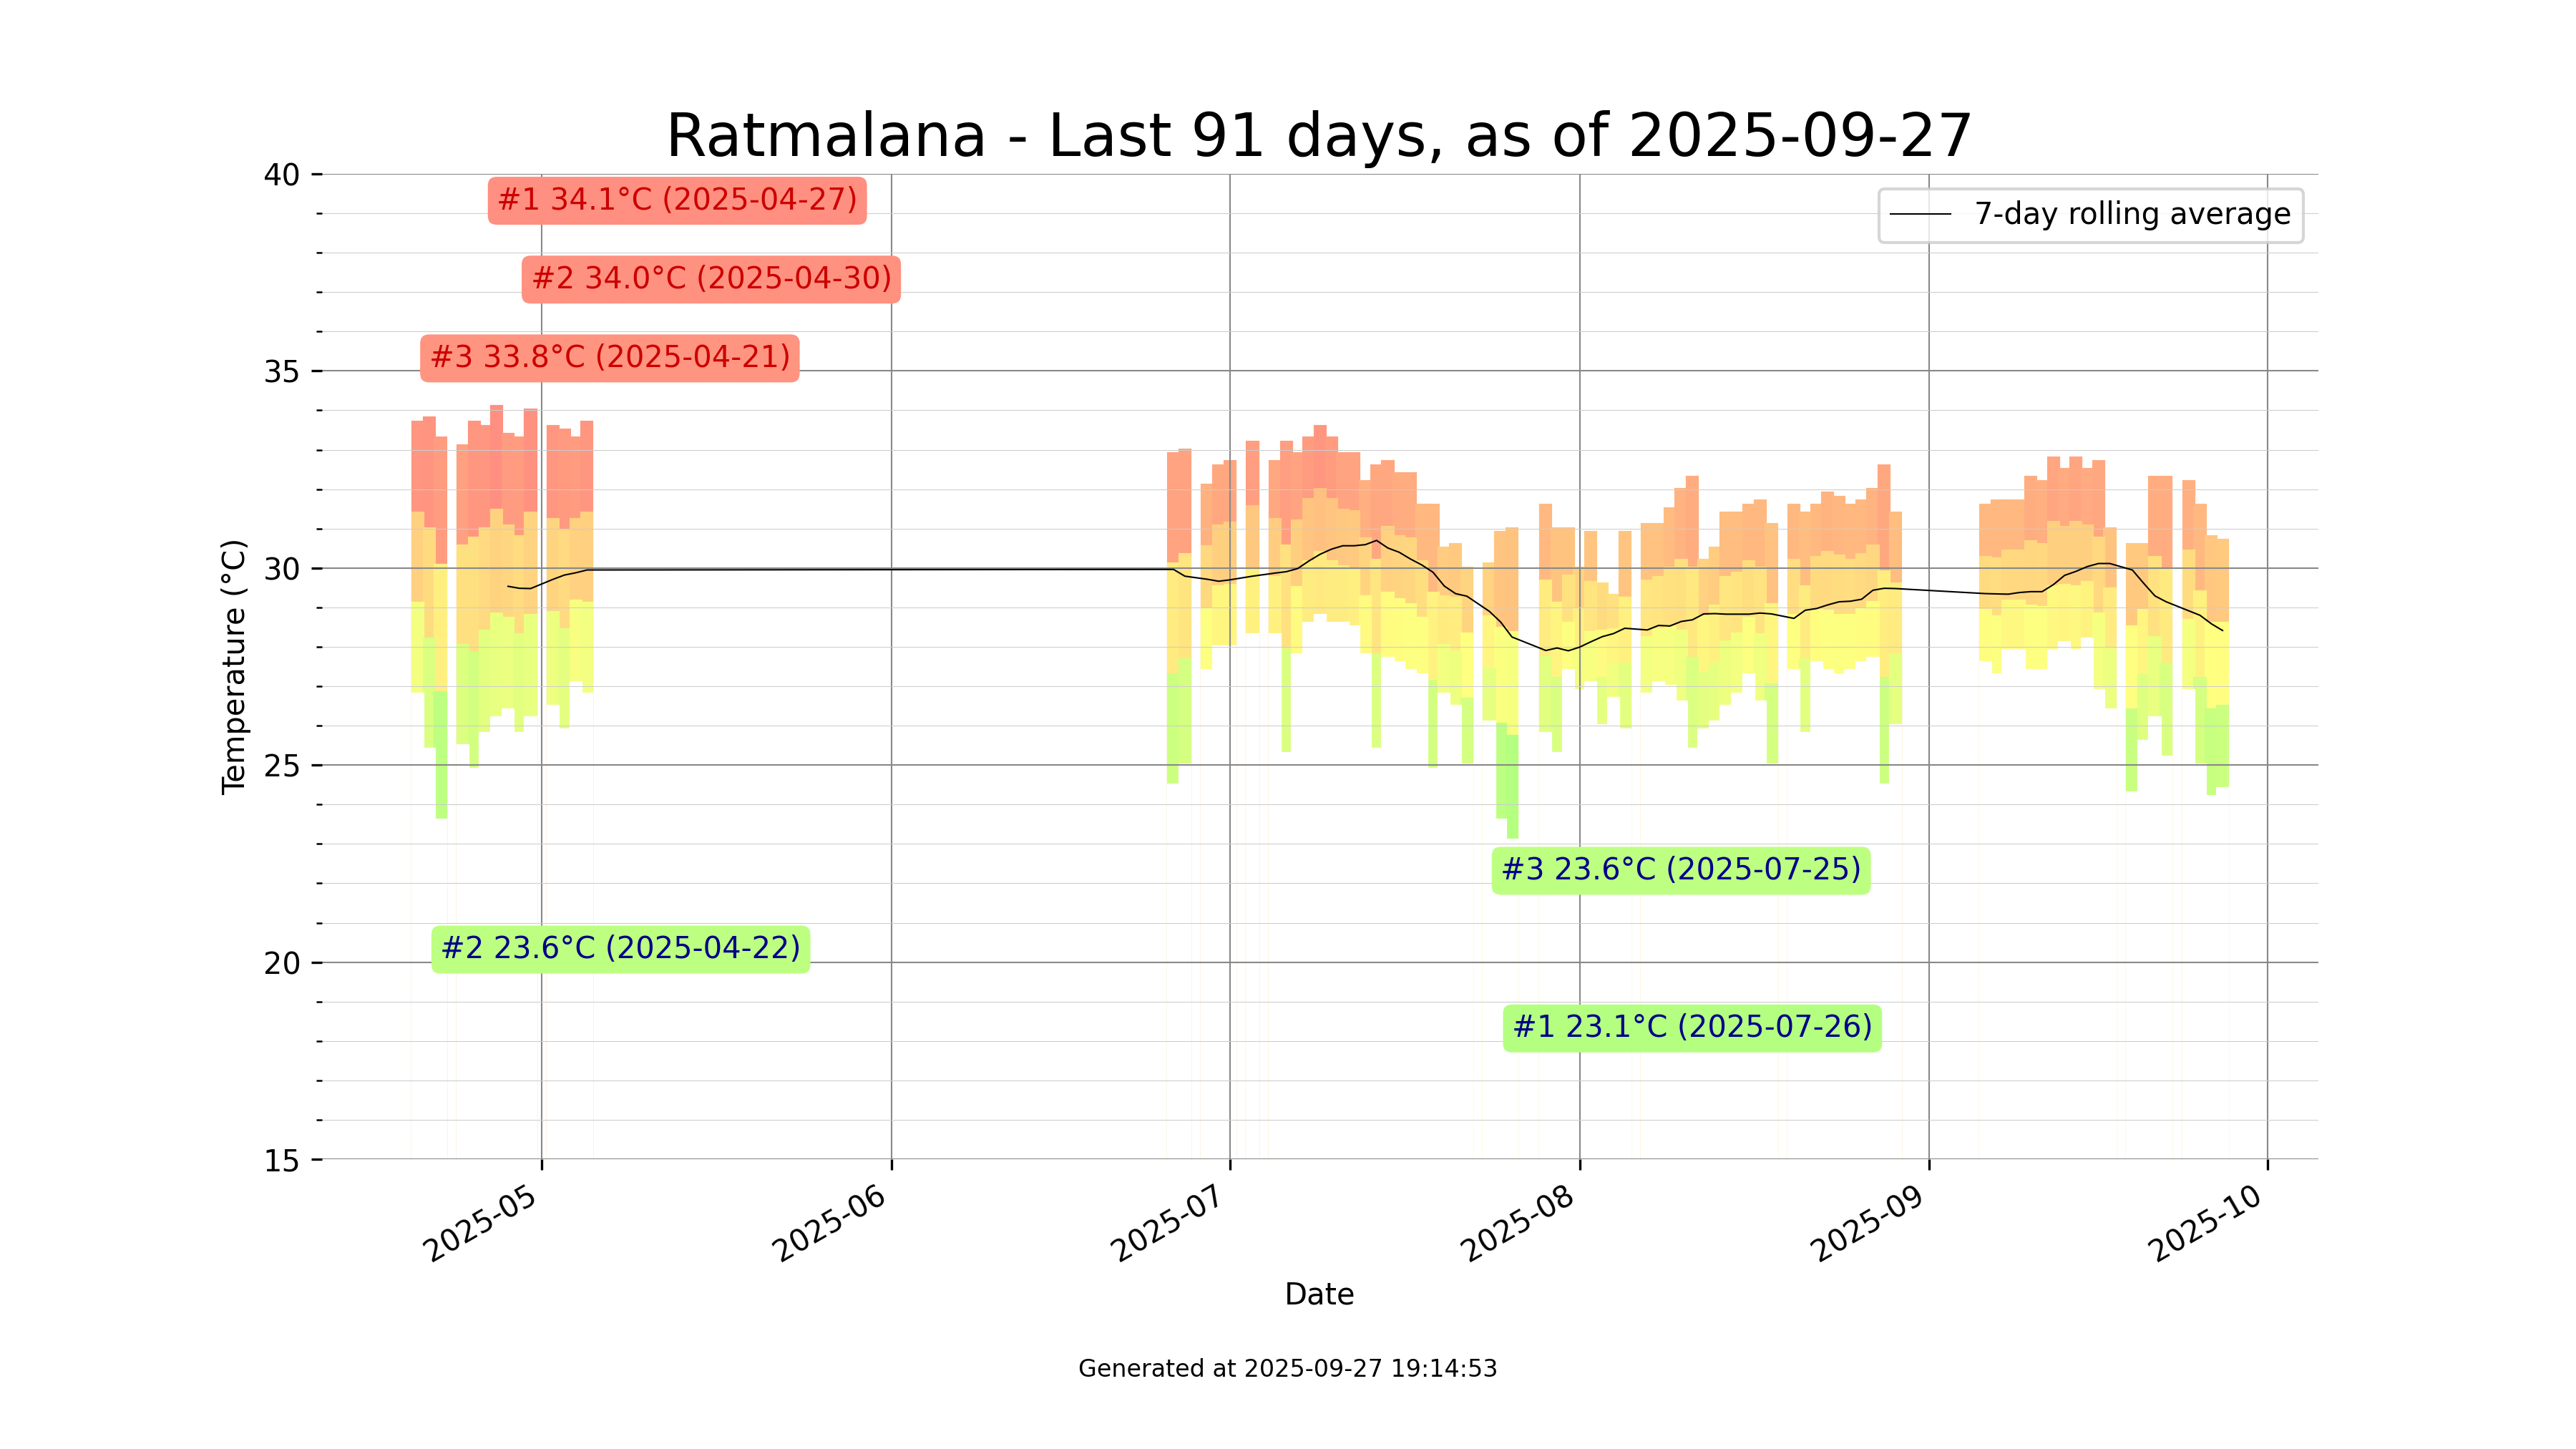 Ratmalana - Last 91 days, as of 2025-09-27
40
35
30
25
20
15
Temperature (°C)
#1 34.1°C (2025-04-27)
#2 34.0°C (2025-04-30)
#3 33.8°C (2025-04-21)
7-day rolling average
#3 23.6°C (2025-07-25)
#2 23.6°C (2025-04-22)
#1 23.1°C (2025-07-26)
2025-05
2025-06
2025-07
2025-08
2025-09
2025-10
Date
Generated at 2025-09-27 19:14:53